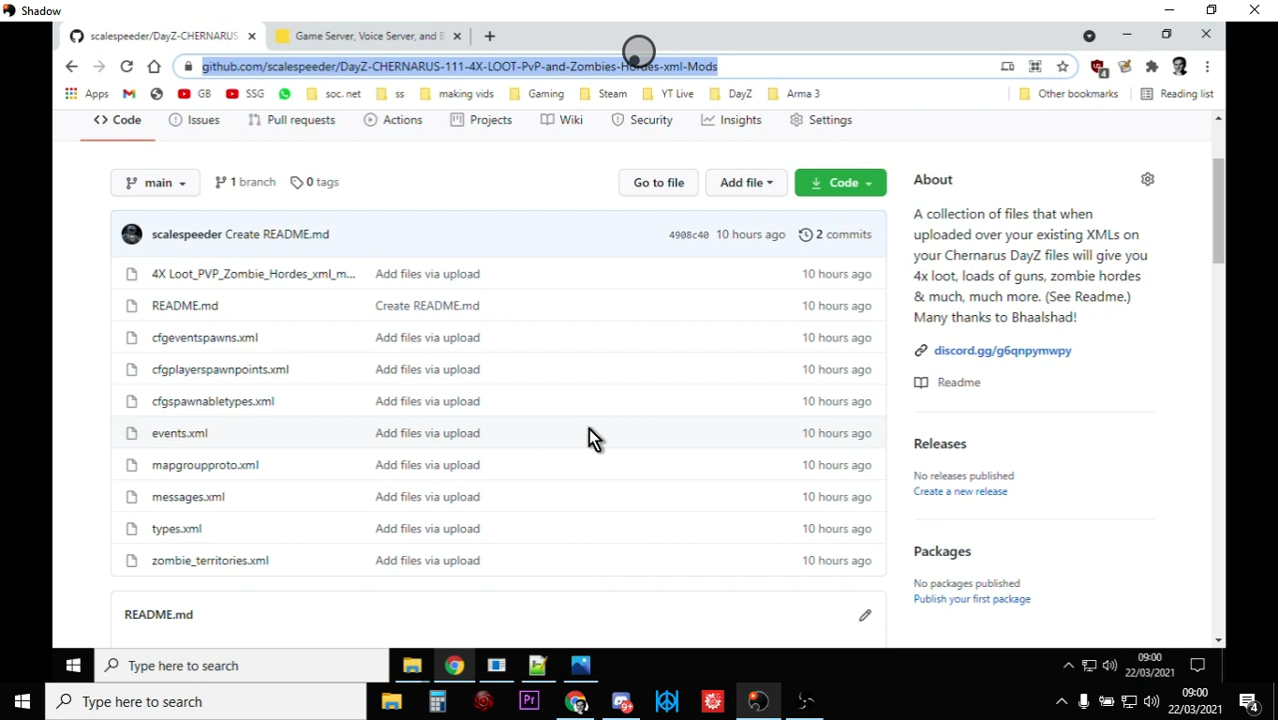 Shadow
scalespeeder/DayZ-CHERNARUS
Game Server, Voice Server, and
github.com/scalespeeder/DayZ-CHERNARUS-111-4X-LOOT-PvP-and-Zombies-Hordes-xml-Mods
Apps
GB
SSG
soc. net
ss
making vids
Gaming
Steam
YT Live
DayZ
Arma 3
Other bookmarks
Reading list
<> Code
Issues
Pull requests
Actions
Projects
Wiki
Security
Insights
Settings
main
1 branch
0 tags
Go to file
Add file
Code
About
A collection of files that when
uploaded over your existing XMLs on
your Chernarus DayZ files will give you
4x loot, loads of guns, zombie hordes
& much, much more. (See Readme.)
Many thanks to Bhaalshad!
discord.gg/g6qnpymwpy
Readme
scalespeeder Create README.md
4908c40 10 hours ago
2 commits
4X Loot_PVP_Zombie_Hordes_xml_m... Add files via upload 10 hours ago
README.md Create README.md 10 hours ago
cfgeventspawns.xml Add files via upload 10 hours ago
cfgplayerspawnpoints.xml Add files via upload 10 hours ago
cfgspawnabletypes.xml Add files via upload 10 hours ago
events.xml Add files via upload 10 hours ago
mapgroupproto.xml Add files via upload 10 hours ago
messages.xml Add files via upload 10 hours ago
types.xml Add files via upload 10 hours ago
zombie_territories.xml Add files via upload 10 hours ago
Releases
No releases published
Create a new release
Packages
No packages published
Publish your first package
README.md
Type here to search
09:00
22/03/2021
Type here to search
Pr
9+
09:00
22/03/2021
4